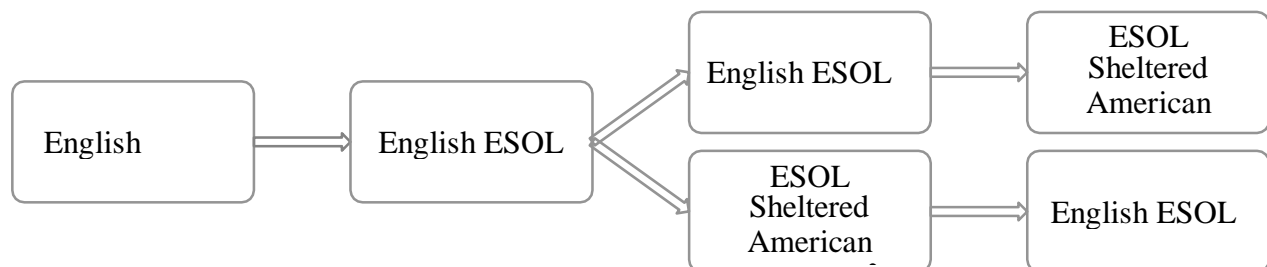 English
English ESOL
English ESOL
ESOL
Sheltered
American
ESOL
Sheltered
American
English ESOL